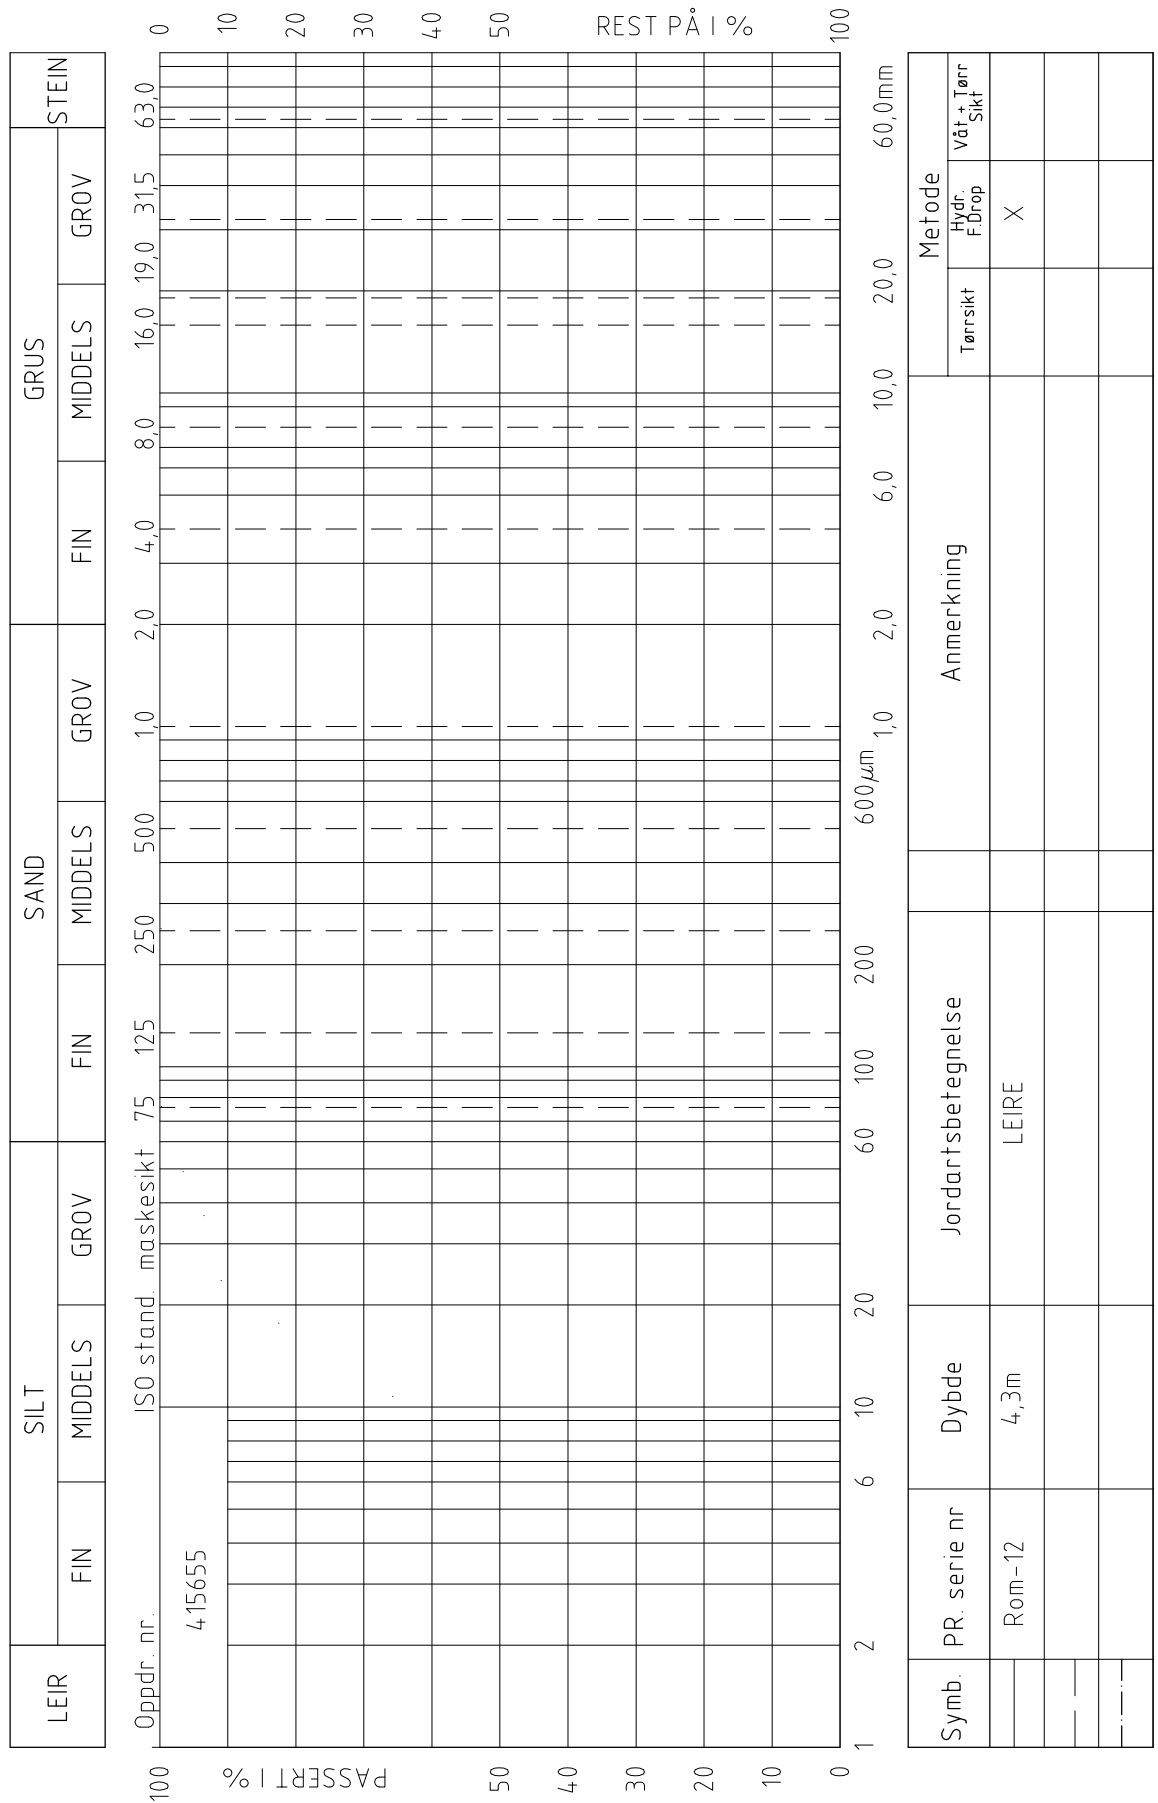 LEIR
SILT
SAND
GRUS
STEIN
FIN
MIDDELS
GROV
FIN
MIDDELS
GROV
FIN
MIDDELS
GROV
Oppdr. nr.
ISO stand. maskesikt
75
125
250
500
1,0
2,0
4,0
8,0
16,0
19,0
31,5
63,0
415655
100
PASSERT I %
50
40
30
20
10
0
0
10
20
30
40
50
REST PÅ I %
100
1
2
6
10
20
60
100
200
600µm
1,0
2,0
6,0
10,0
20,0
60,0mm
Symb.
PR. serie nr
Dybde
Jordartsbetegnelse
Anmerkning
Metode
Tørrsikt
Hydr.
F.Drop
Våt + Tørr
Sikt
Rom-12
4,3m
LEIRE
X